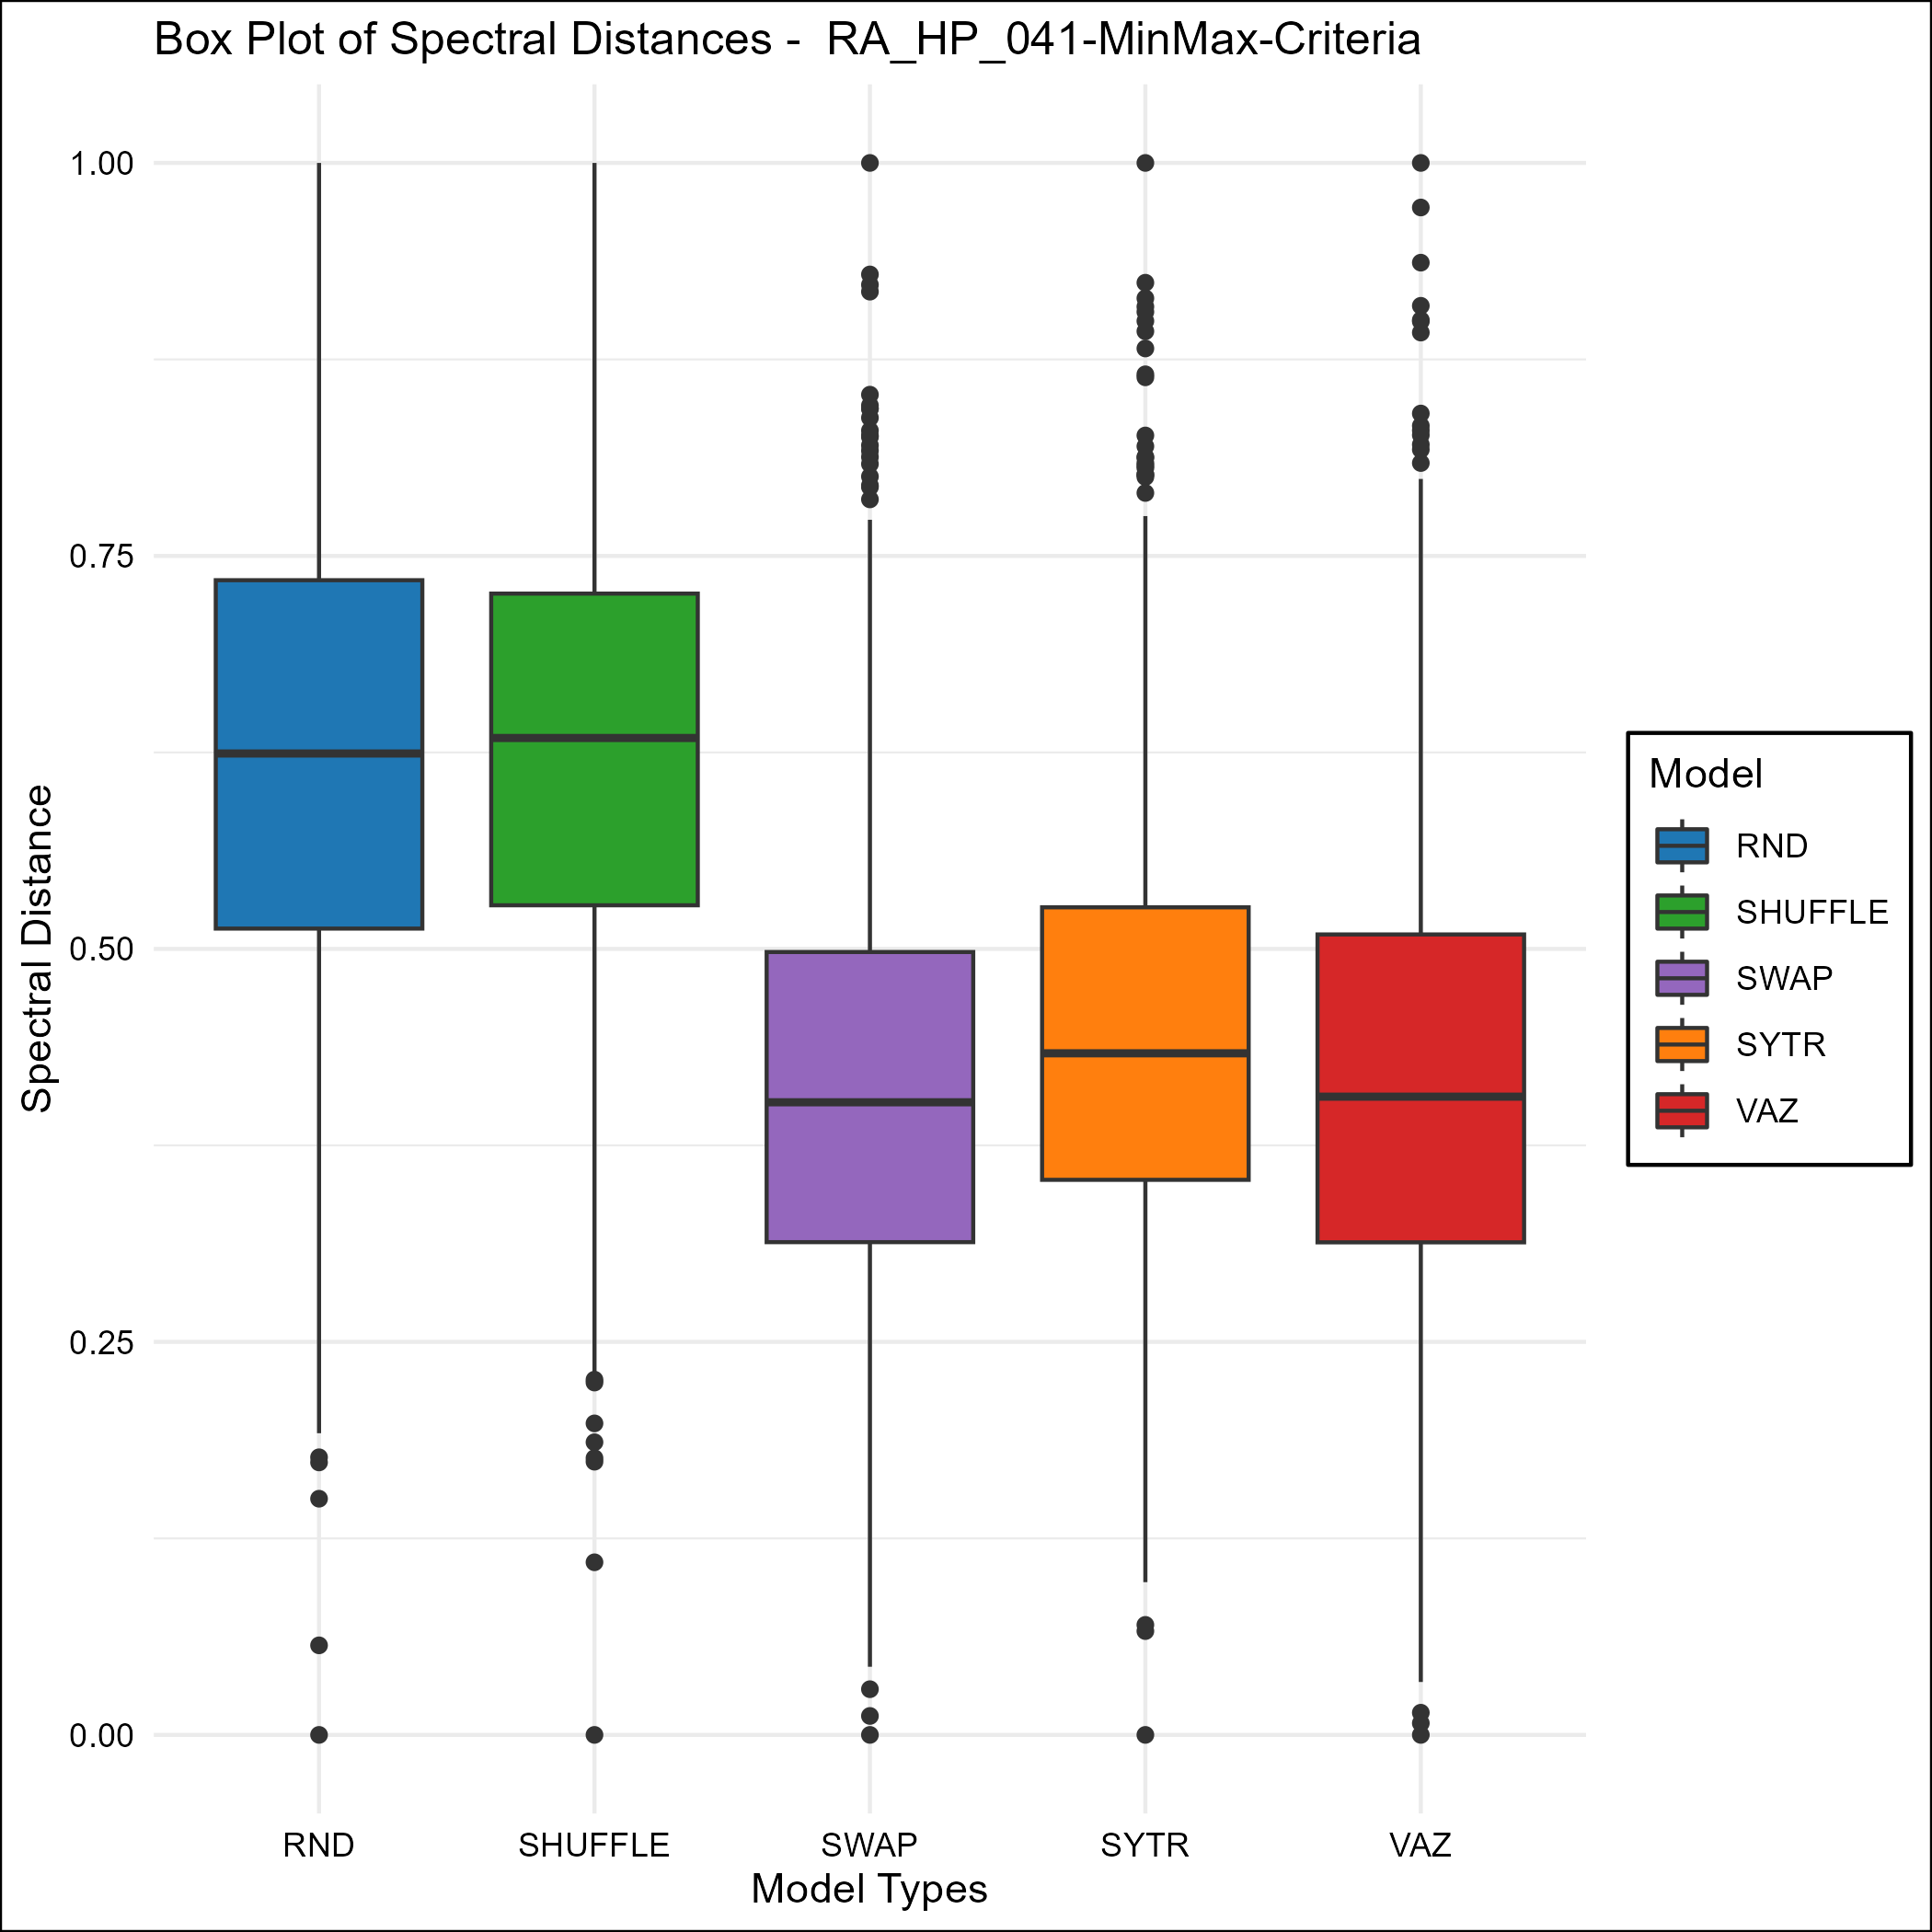 Box Plot of Spectral Distances -  RA_HP_041-MinMax-Criteria
1.00
0.75
0.50
0.25
0.00
Spectral Distance
RND
SHUFFLE
SWAP
SYTR
VAZ
Model Types
Model
RND
SHUFFLE
SWAP
SYTR
VAZ